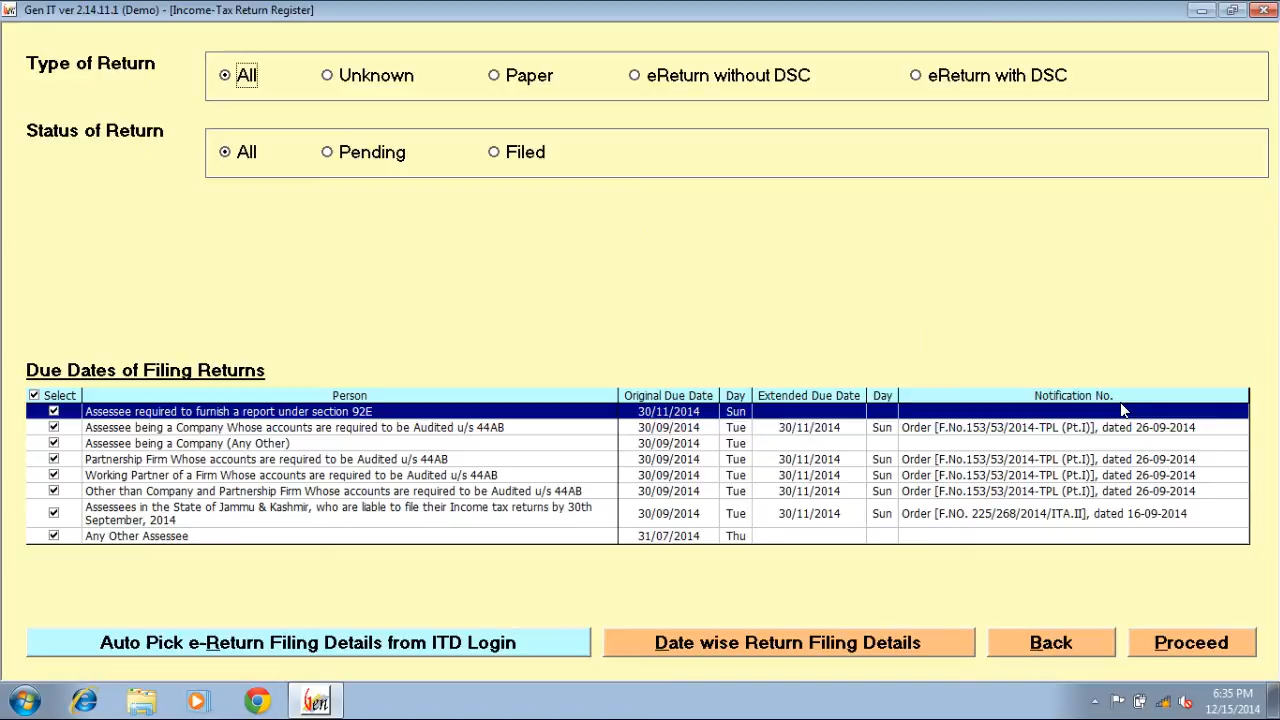 Gen IT ver 2.14.11.1 (Demo) - [Income-Tax Return Register]
Type of Return
All Unknown Paper eReturn without DSC eReturn with DSC
Status of Return
All Pending Filed
Due Dates of Filing Returns
Select Person Original Due Date Day Extended Due Date Day Notification No.
Assessee required to furnish a report under section 92E 30/11/2014 Sun
Assessee being a Company Whose accounts are required to be Audited u/s 44AB 30/09/2014 Tue 30/11/2014 Sun Order [F.No.153/53/2014-TPL (Pt.I)], dated 26-09-2014
Assessee being a Company (Any Other) 30/09/2014 Tue
Partnership Firm Whose accounts are required to be Audited u/s 44AB 30/09/2014 Tue 30/11/2014 Sun Order [F.No.153/53/2014-TPL (Pt.I)], dated 26-09-2014
Working Partner of a Firm Whose accounts are required to be Audited u/s 44AB 30/09/2014 Tue 30/11/2014 Sun Order [F.No.153/53/2014-TPL (Pt.I)], dated 26-09-2014
Other than Company and Partnership Firm Whose accounts are required to be Audited u/s 44AB 30/09/2014 Tue 30/11/2014 Sun Order [F.No.153/53/2014-TPL (Pt.I)], dated 26-09-2014
Assessees in the State of Jammu & Kashmir, who are liable to file their Income tax returns by 30th
September, 2014 30/09/2014 Tue 30/11/2014 Sun Order [F.NO. 225/268/2014/ITA.II], dated 16-09-2014
Any Other Assessee 31/07/2014 Thu
Auto Pick e-Return Filing Details from ITD Login Date wise Return Filing Details Back Proceed
Gen
6:35 PM
12/15/2014